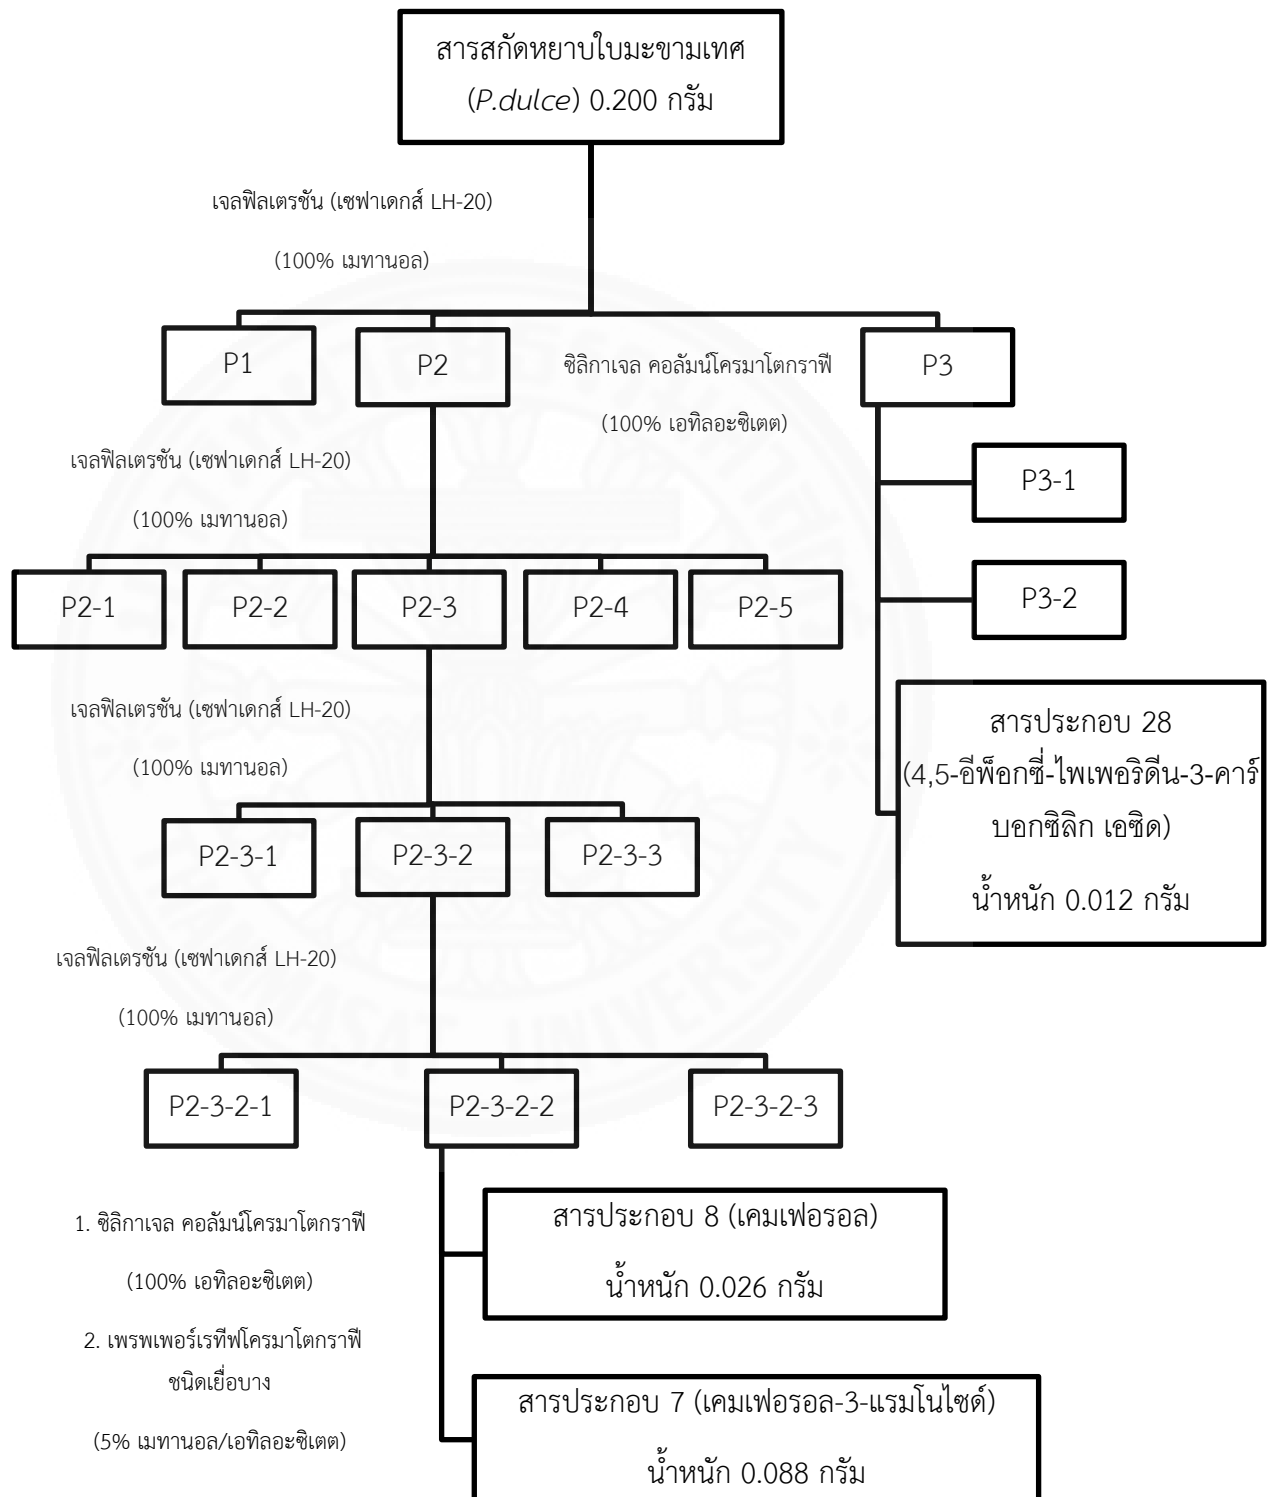 สารสกัดหยาบใบมะขามเทศ
(P.dulce) 0.200 กรัม
เจลฟิลเตรชัน (เซฟาเดกส์ LH-20)
(100% เมทานอล)
P1
P2
ซิลิกาเจล คอลัมน์โครมาโตกราฟี
(100% เอทิลอะซิเตต)
P3
เจลฟิลเตรชัน (เซฟาเดกส์ LH-20)
(100% เมทานอล)
P3-1
P3-2
P2-1
P2-2
P2-3
P2-4
P2-5
สารประกอบ 28
(4,5-อีพ็อกซี่-ไพเพอริดีน-3-คาร์
บอกซิลิก เอซิด)
น้ำหนัก 0.012 กรัม
เจลฟิลเตรชัน (เซฟาเดกส์ LH-20)
(100% เมทานอล)
P2-3-1
P2-3-2
P2-3-3
เจลฟิลเตรชัน (เซฟาเดกส์ LH-20)
(100% เมทานอล)
P2-3-2-1
P2-3-2-2
P2-3-2-3
1. ซิลิกาเจล คอลัมน์โครมาโตกราฟี
(100% เอทิลอะซิเตต)
2. เพรพเพอร์เรทีฟโครมาโตกราฟี
ชนิดเยื่อบาง
(5% เมทานอล/เอทิลอะซิเตต)
สารประกอบ 8 (เคมเฟอรอล)
น้ำหนัก 0.026 กรัม
สารประกอบ 7 (เคมเฟอรอล-3-แรมโนไซด์)
น้ำหนัก 0.088 กรัม